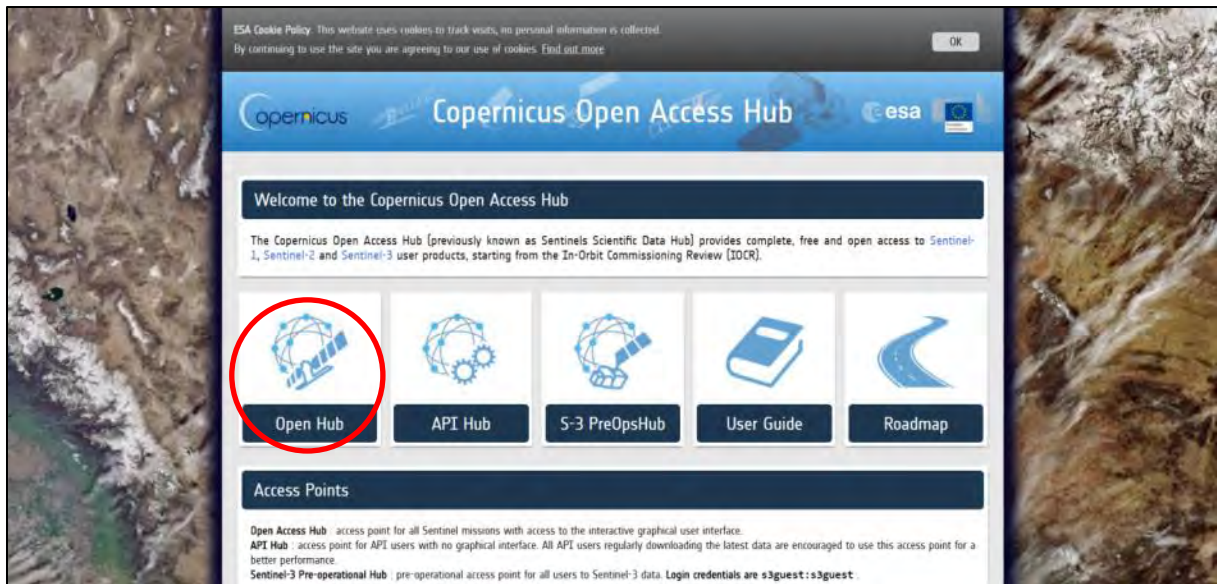 ESA Cookie Policy: This website uses cookies to track visits, no personal information is collected.
By continuing to use the site you are agreeing to our use of cookies. Find out more
OK
opernicus
Copernicus Open Access Hub
esa
Welcome to the Copernicus Open Access Hub
The Copernicus Open Access Hub (previously known as Sentinels Scientific Data Hub) provides complete, free and open access to Sentinel-
1, Sentinel-2 and Sentinel-3 user products, starting from the In-Orbit Commissioning Review (IOCR).
Open Hub
API Hub
S-3 PreOpsHub
User Guide
Roadmap
Access Points
Open Access Hub : access point for all Sentinel missions with access to the interactive graphical user interface.
API Hub : access point for API users with no graphical interface. All API users regularly downloading the latest data are encouraged to use this access point for a
better performance.
Sentinel-3 Pre-operational Hub : pre-operational access point for all users to Sentinel-3 data. Login credentials are s3guest:s3guest .